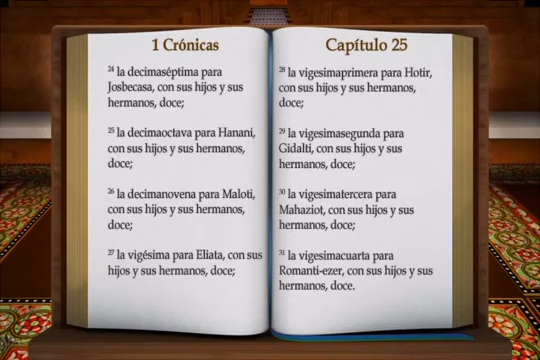 1 Crónicas
24 la decimaséptima para
Josbecasa, con sus hijos y sus
hermanos, doce;
25 la decimaoctava para Hanani,
con sus hijos y sus hermanos,
doce;
26 la decimanovena para Maloti,
con sus hijos y sus hermanos,
doce;
27 la vigésima para Eliata, con sus
hijos y sus hermanos, doce;
Capítulo 25
28 la vigesimaprimera para Hotir,
con sus hijos y sus hermanos,
doce;
29 la vigesimasegunda para
Gidalti, con sus hijos y sus
hermanos, doce;
30 la vigesimatercera para
Mahaziot, con sus hijos y sus
hermanos, doce;
31 la vigesimacuarta para
Romanti-ezer, con sus hijos y sus
hermanos, doce.